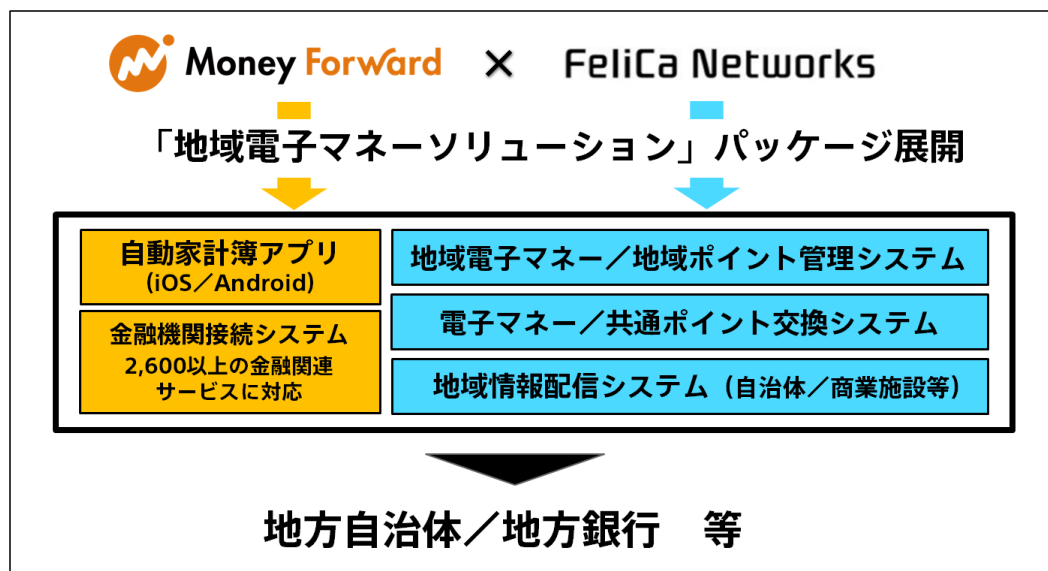 Money Forward × FeliCa Networks
「地域電子マネーソリューション」パッケージ展開
自動家計簿アプリ
(iOS／Android)
金融機関接続システム
2,600以上の金融関連
サービスに対応
地域電子マネー／地域ポイント管理システム
電子マネー／共通ポイント交換システム
地域情報配信システム（自治体／商業施設等）
地方自治体／地方銀行　等